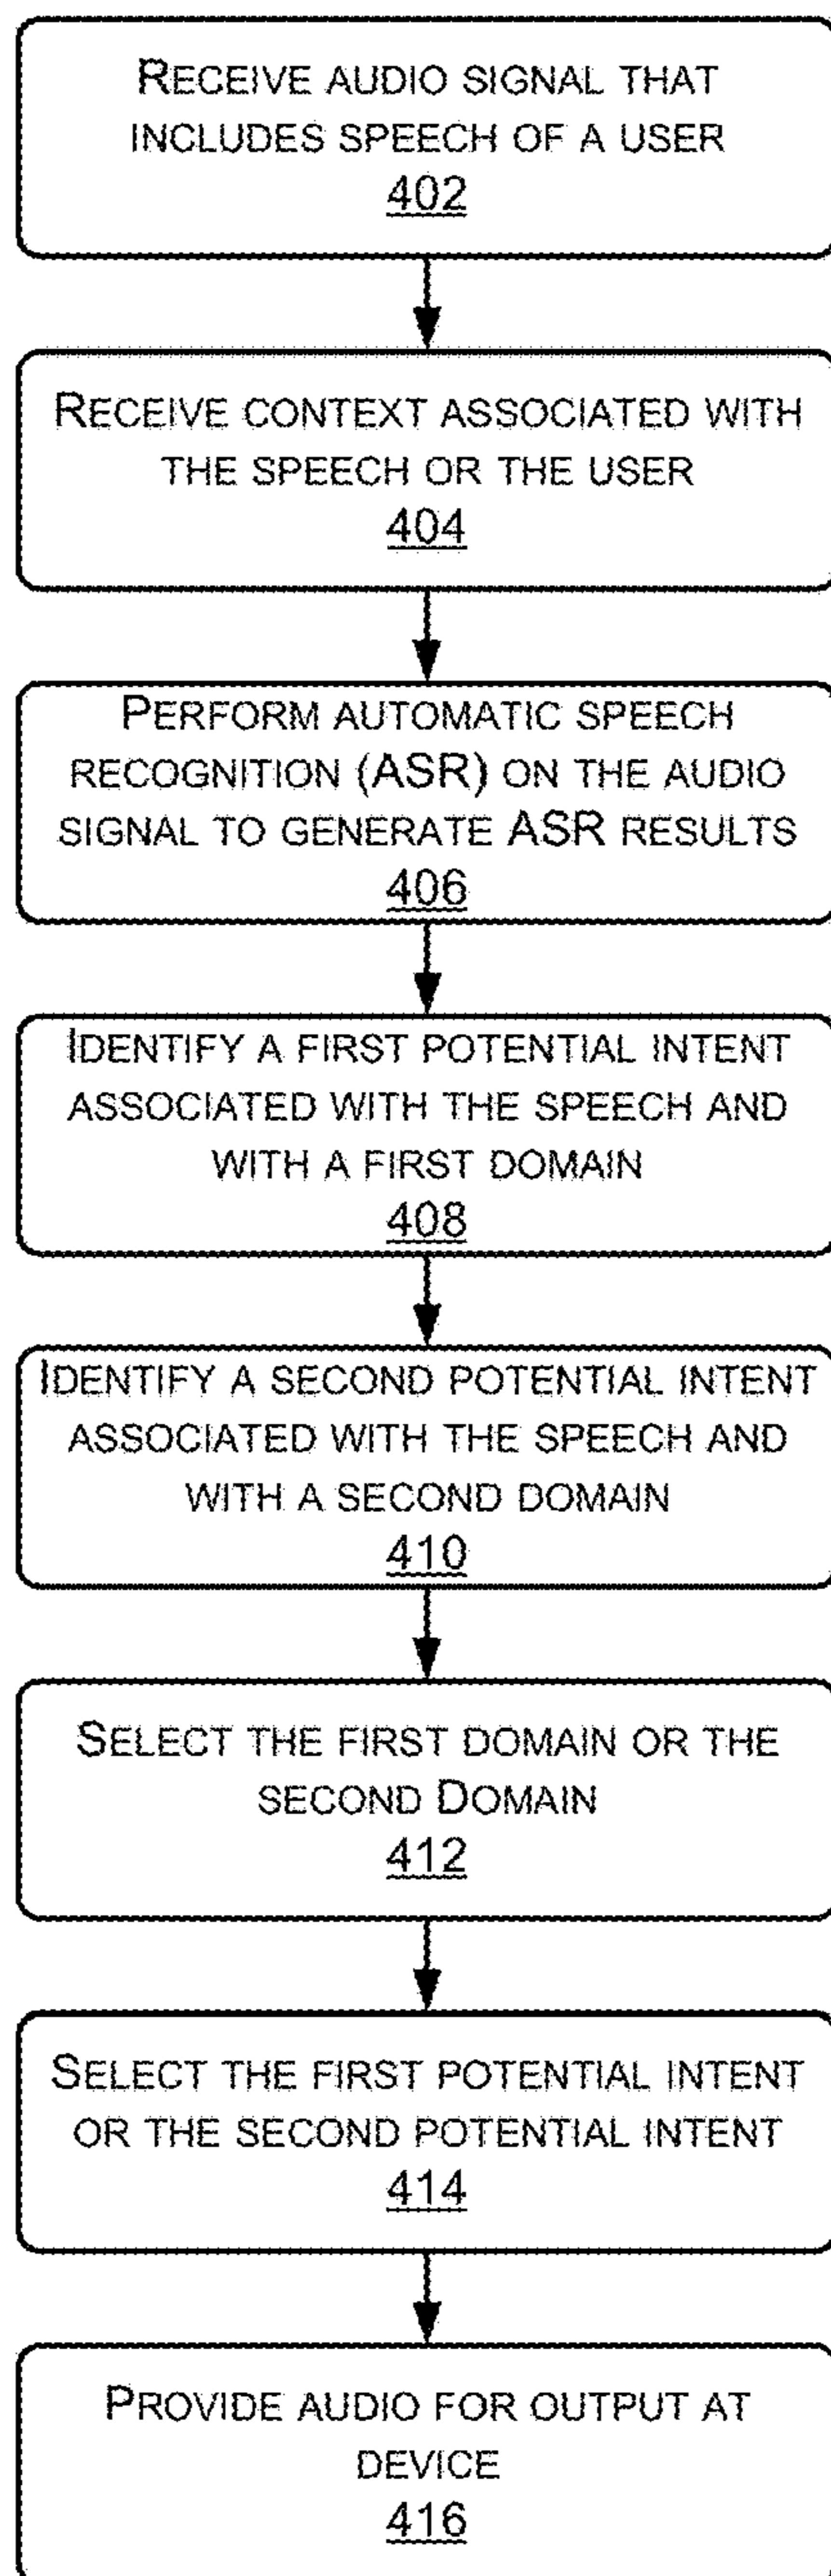 RECEIVE AUDIO SIGNAL THAT
INCLUDES SPEECH OF A USER
402
RECEIVE CONTEXT ASSOCIATED WITH
THE SPEECH OR THE USER
404
PERFORM AUTOMATIC SPEECH
RECOGNITION (ASR) ON THE AUDIO
SIGNAL TO GENERATE ASR RESULTS
406
IDENTIFY A FIRST POTENTIAL INTENT
ASSOCIATED WITH THE SPEECH AND
WITH A FIRST DOMAIN
408
IDENTIFY A SECOND POTENTIAL INTENT
ASSOCIATED WITH THE SPEECH AND
WITH A SECOND DOMAIN
410
SELECT THE FIRST DOMAIN OR THE
SECOND DOMAIN
412
SELECT THE FIRST POTENTIAL INTENT
OR THE SECOND POTENTIAL INTENT
414
PROVIDE AUDIO FOR OUTPUT AT
DEVICE
416